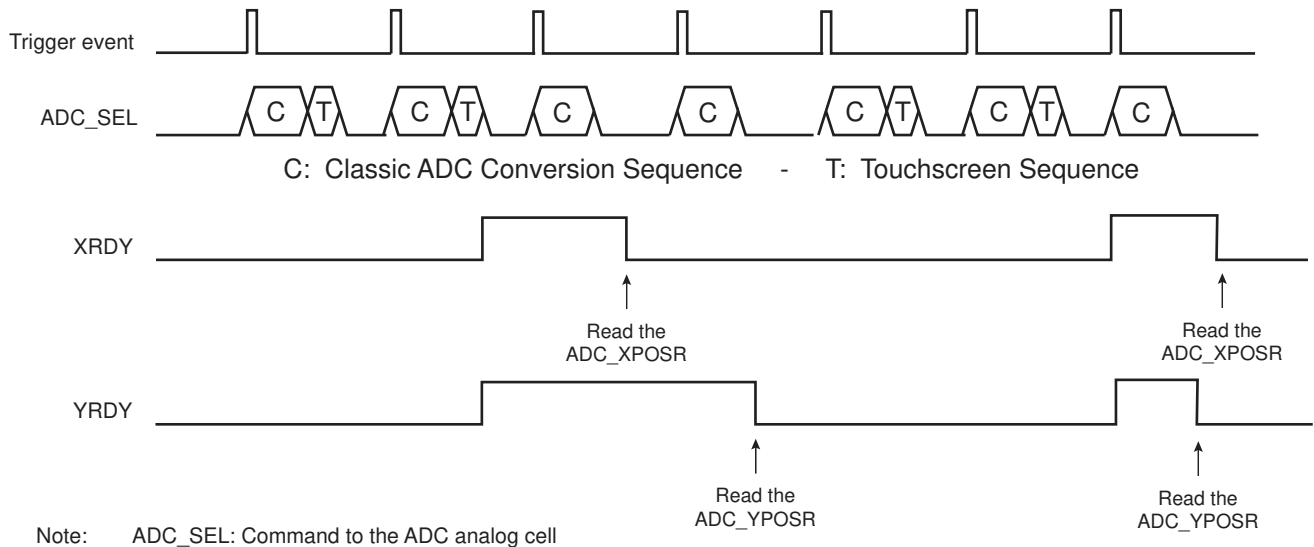 Trigger event
ADC_SEL
C T C T C C C T C T C
C: Classic ADC Conversion Sequence - T: Touchscreen Sequence
XRDY
Read the
ADC_XPOSR
Read the
ADC_XPOSR
YRDY
Read the
ADC_YPOSR
Read the
ADC_YPOSR
Note: ADC_SEL: Command to the ADC analog cell